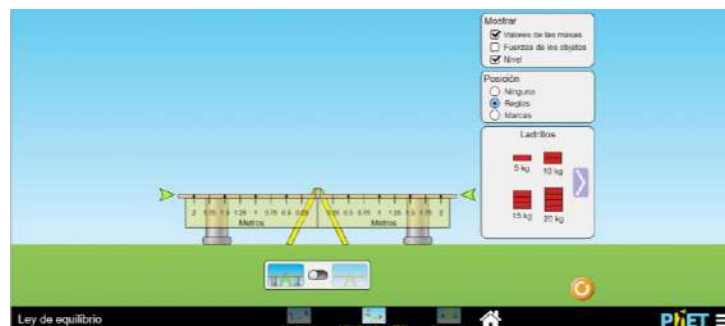 Mostrar
Valores de las masas
Fuerzas de los objetos
Nivel
Posición
Ninguna
Reglas
Marcas
Ladrillos
5 kg 10 kg
15 kg 20 kg
2 1.75 1.5 1.25 1 0.75 0.5 0.25 0.25 0.5 0.75 1 1.25 1.5 1.75 2
Metros Metros
Ley de equilibrio
PhET